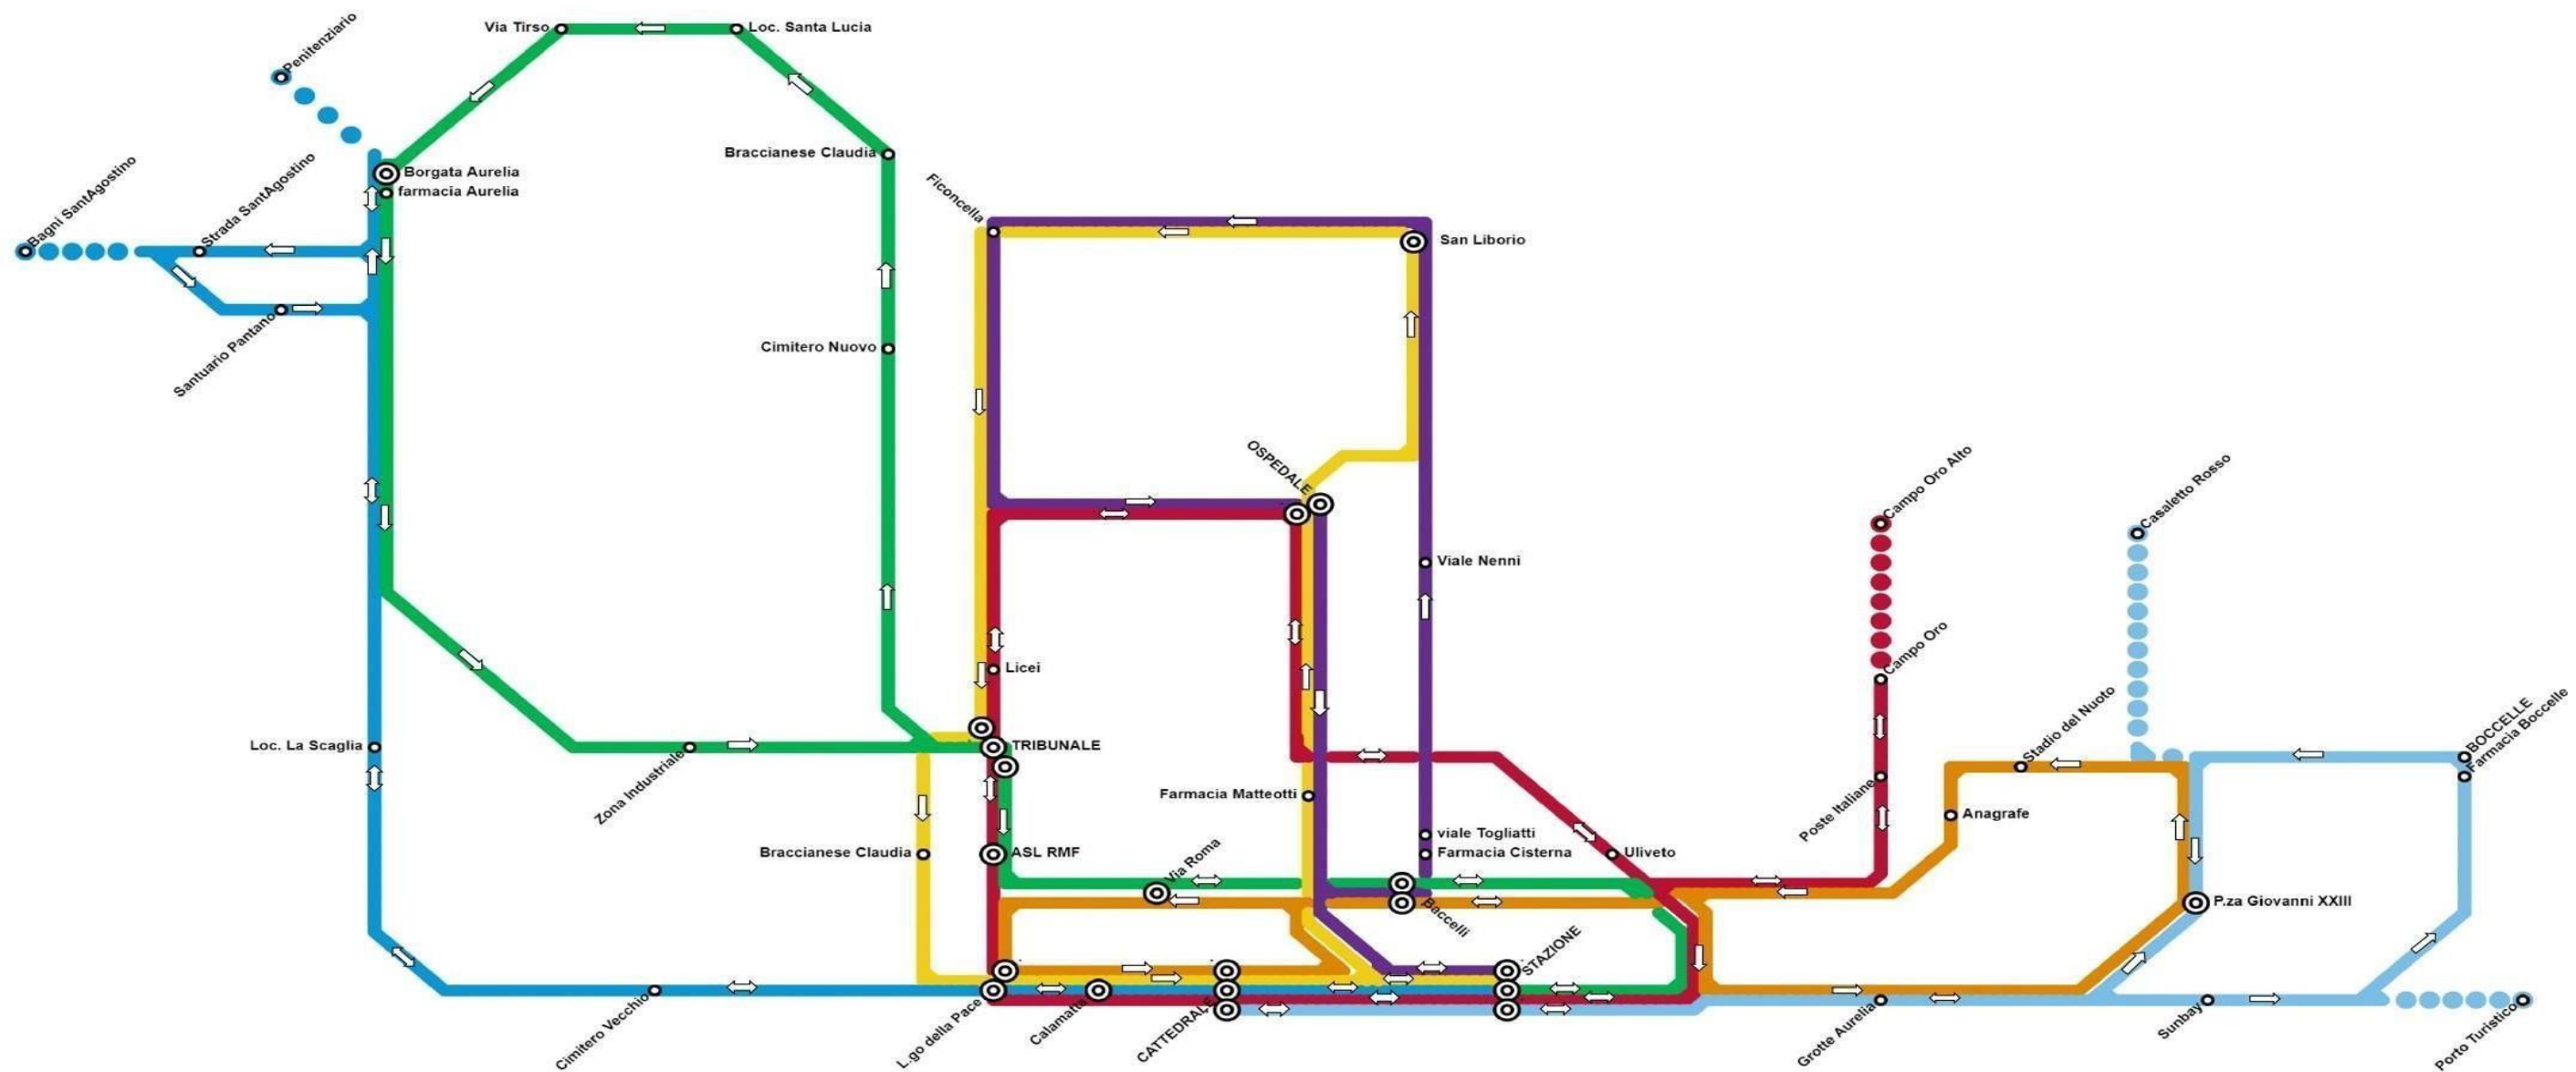 Penitenziario
Via Tirso
Loc. Santa Lucia
Braccianese Claudia
Bagni SantAgostino
Strada SantAgostino
Borgata Aurelia
farmacia Aurelia
Ficoncella
San Liborio
Santuario Pantano
Cimitero Nuovo
OSPEDALE
Campo Oro Alto
Casaletto Rosso
Viale Nenni
Campo Oro
Licei
Stadio del Nuoto
BOCCELLE
Farmacia Boccelle
Loc. La Scaglia
Zona Industriale
TRIBUNALE
Farmacia Matteotti
Poste Italiane
Anagrafe
viale Togliatti
Farmacia Cisterna
Uliveto
Braccianese Claudia
ASL RMF
Via Roma
Baccelli
P.za Giovanni XXIII
STAZIONE
Cimitero Vecchio
L.go della Pace
Calamatta
CATTEDRALE
Grotte Aurelia
Sunbay
Porto Turistico